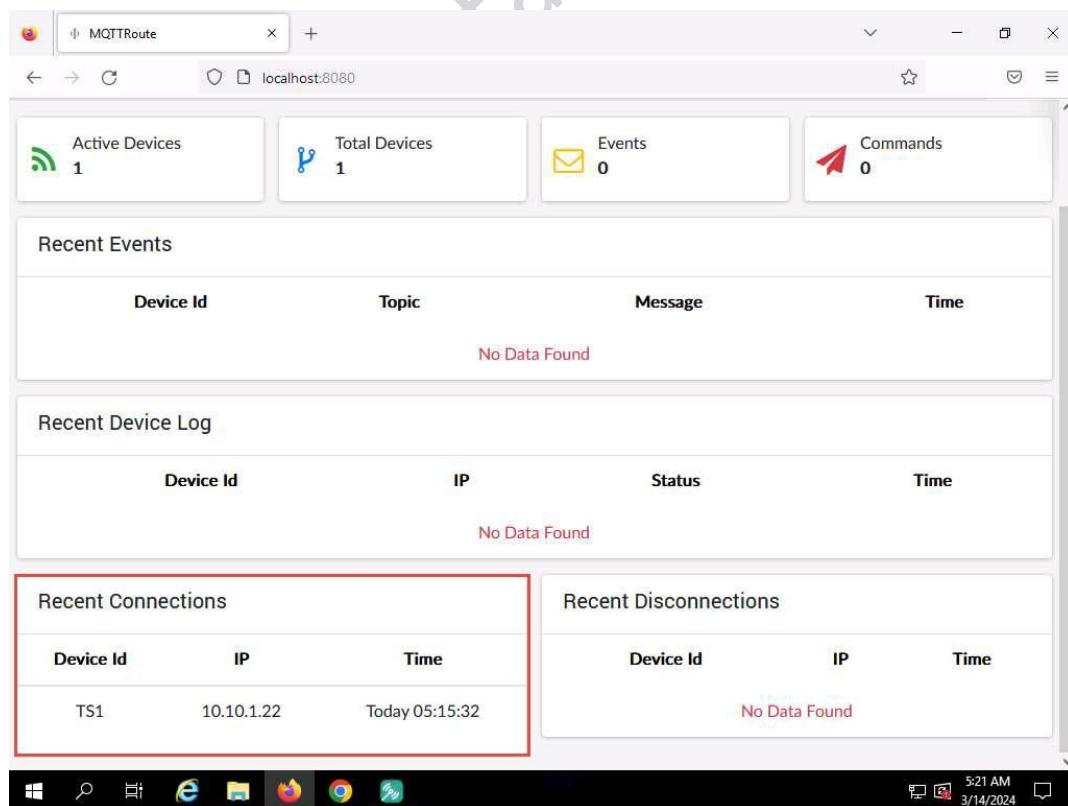 MQTTRoute
localhost:8080
Active Devices
1
Total Devices
1
Events
0
Commands
0
Recent Events
Device Id Topic Message Time
No Data Found
Recent Device Log
Device Id IP Status Time
No Data Found
Recent Connections
Device Id IP Time
TS1 10.10.1.22 Today 05:15:32
Recent Disconnections
Device Id IP Time
No Data Found
5:21 AM
3/14/2024